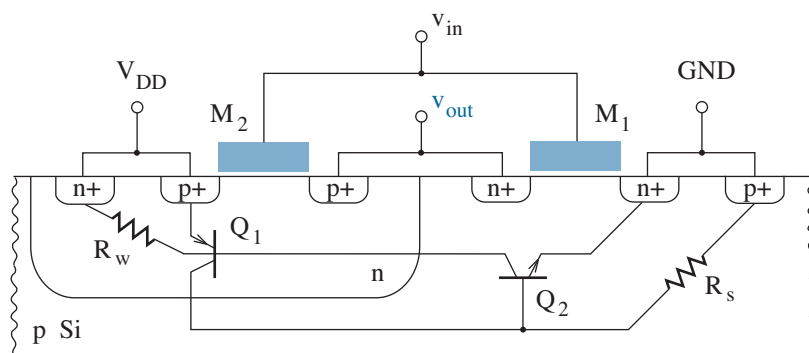 v_in
V_DD
GND
M_2
v_out
M_1
n+
p+
p+
n+
n+
p+
R_w
Q_1
n
Q_2
R_s
p Si